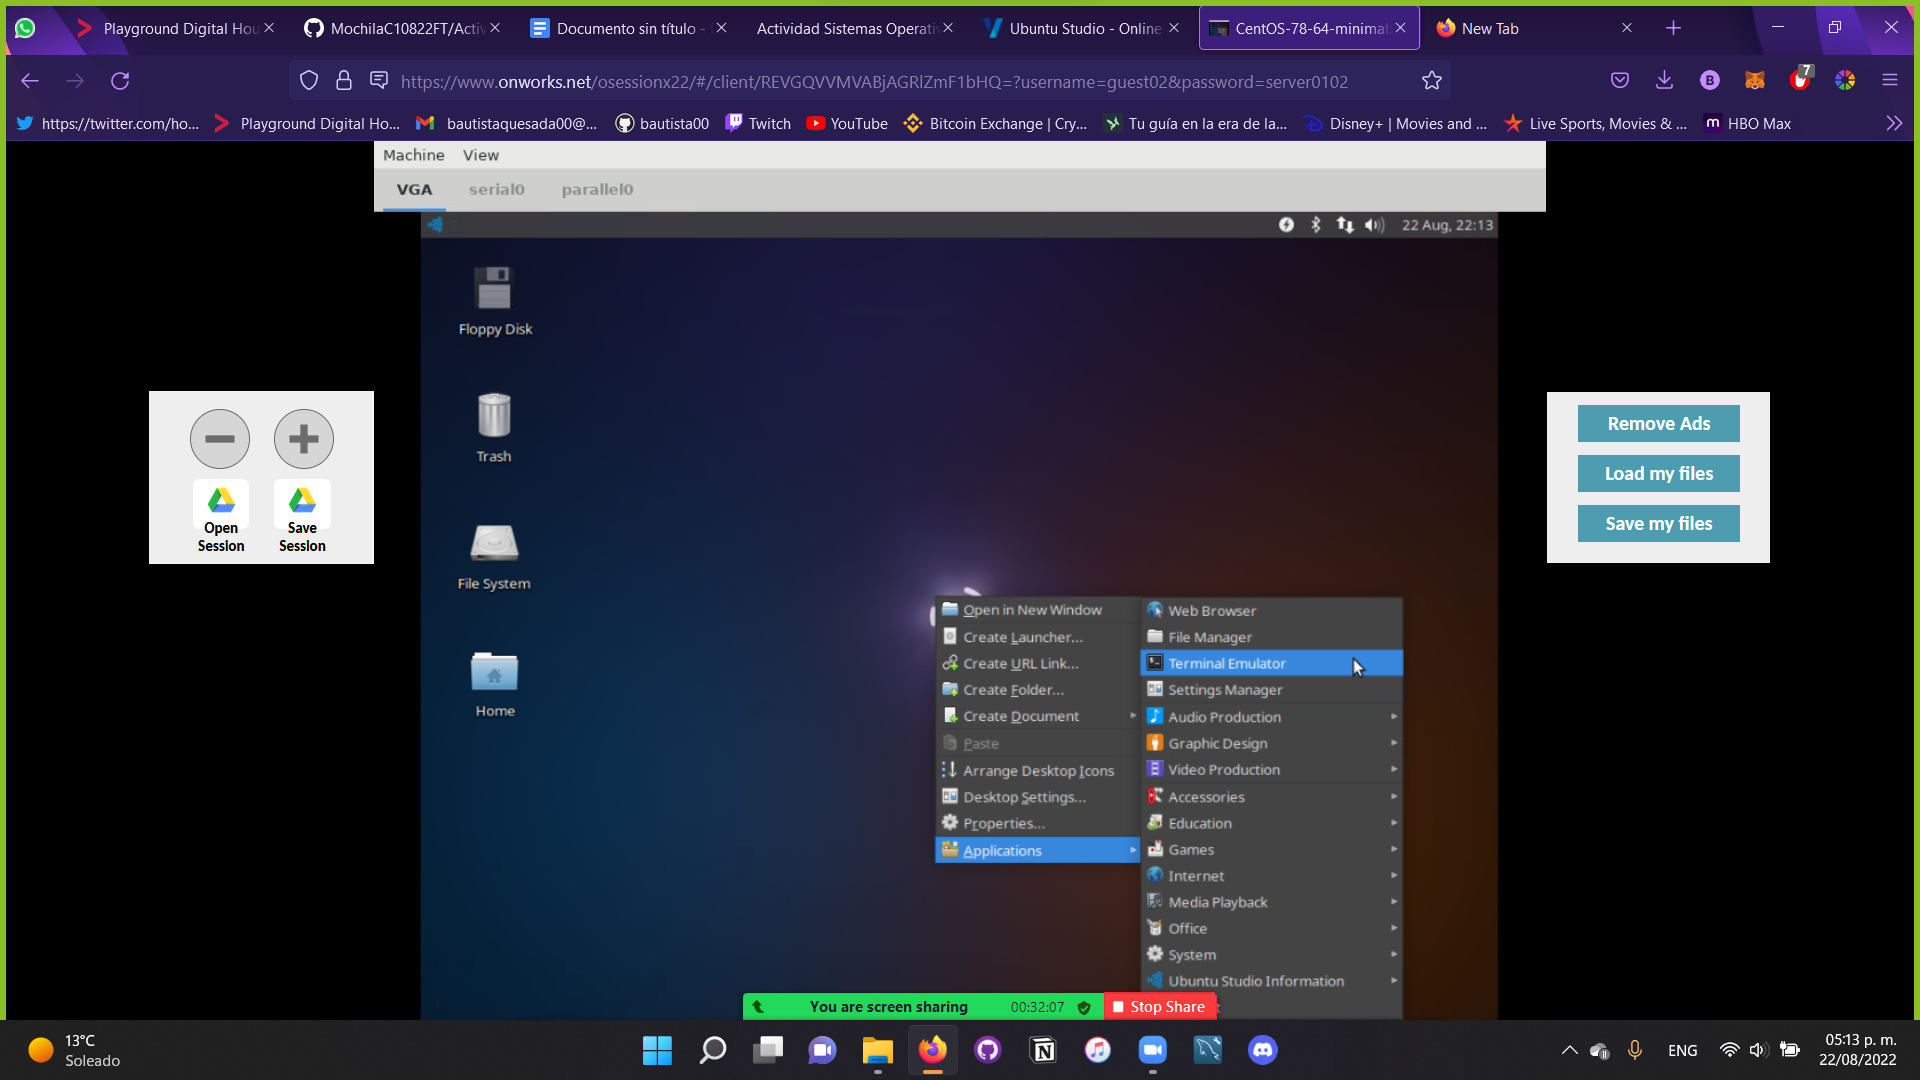 Playground Digital Hou
MochilaC10822FT/Activ
Documento sin título -
Actividad Sistemas Operati
Ubuntu Studio - Online
CentOS-78-64-minimal
New Tab
https://www.onworks.net/osessionx22/#/client/REVGQVVMVABjAGRlZmF1bHQ=?username=guest02&password=server0102
B
7
https://twitter.com/ho...
Playground Digital Ho...
bautistaquesada00@...
bautista00
Twitch
YouTube
Bitcoin Exchange | Cry...
Tu guía en la era de la...
Disney+ | Movies and ...
Live Sports, Movies & ...
m
HBO Max
Machine View
VGA serial0 parallel0
22 Aug, 22:13
Floppy Disk
Trash
File System
Home
Open Session
Save Session
Remove Ads
Load my files
Save my files
Open in New Window
Create Launcher...
Create URL Link...
Create Folder...
Create Document
Paste
Arrange Desktop Icons
Desktop Settings...
Properties...
Applications
Web Browser
File Manager
Terminal Emulator
Settings Manager
Audio Production
Graphic Design
Video Production
Accessories
Education
Games
Internet
Media Playback
Office
System
Ubuntu Studio Information
You are screen sharing 00:32:07 Stop Share
13°C
Soleado
ENG
05:13 p. m.
22/08/2022